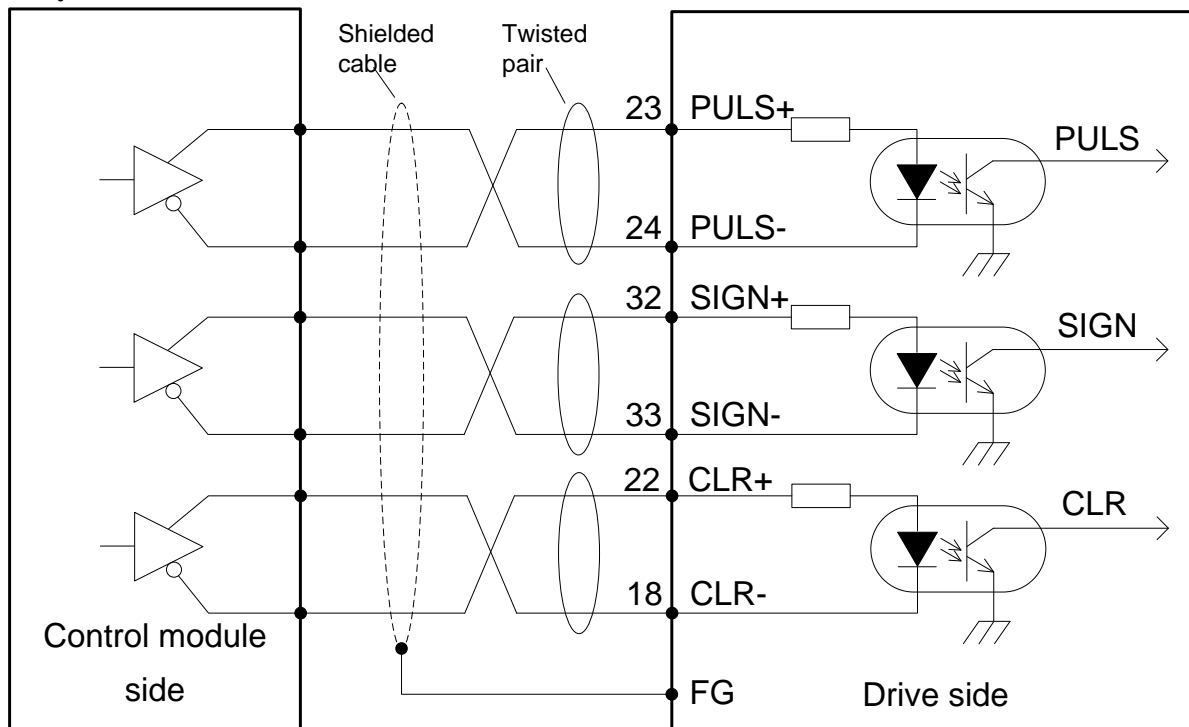 Shielded
cable
Twisted
pair
23 PULS+
PULS
24 PULS-
32 SIGN+
SIGN
33 SIGN-
22 CLR+
CLR
18 CLR-
Control module
side
FG
Drive side